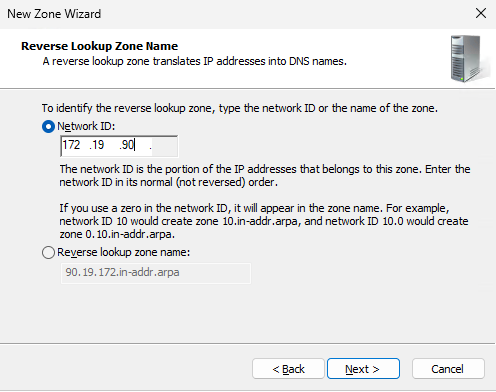 New Zone Wizard
Reverse Lookup Zone Name
A reverse lookup zone translates IP addresses into DNS names.
To identify the reverse lookup zone, type the network ID or the name of the zone.
Network ID:
172 .19 .90 .
The network ID is the portion of the IP addresses that belongs to this zone. Enter the
network ID in its normal (not reversed) order.
If you use a zero in the network ID, it will appear in the zone name. For example,
network ID 10 would create zone 10.in-addr.arpa, and network ID 10.0 would create
zone 0.10.in-addr.arpa.
Reverse lookup zone name:
90.19.172.in-addr.arpa
< Back Next > Cancel